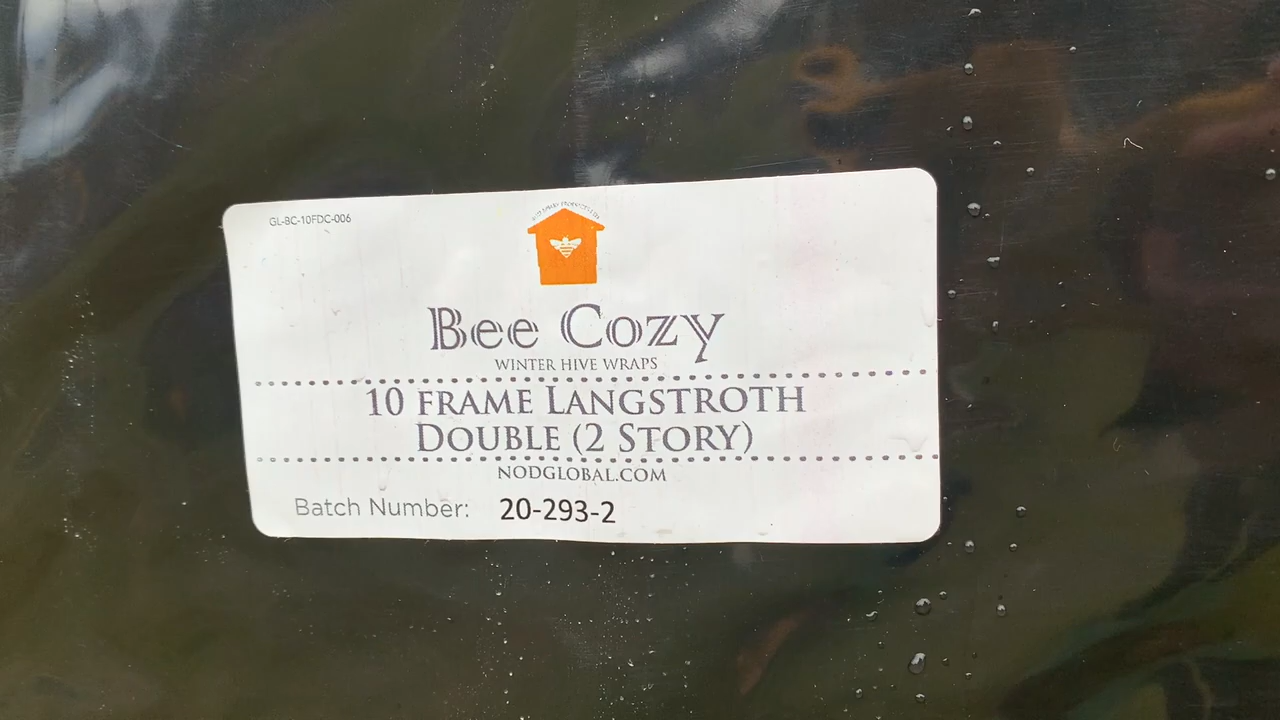 GL-BC-10FDC-006
Bee Cozy
WINTER HIVE WRAPS
10 FRAME LANGSTROTH
DOUBLE (2 STORY)
NODGLOBAL.COM
Batch Number: 20-293-2